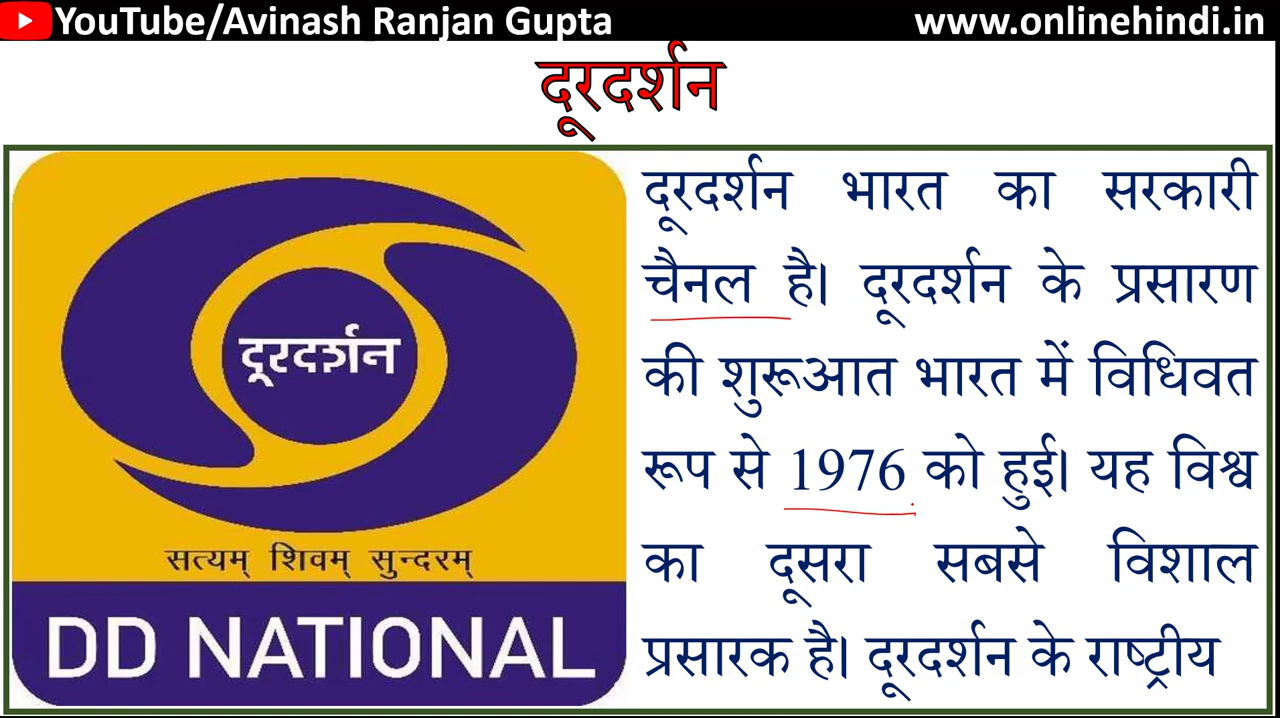 YouTube/Avinash Ranjan Gupta www.onlinehindi.in
दूरदर्शन
दूरदर्शन
सत्यम् शिवम् सुन्दरम्
DD NATIONAL
दूरदर्शन भारत का सरकारी
चैनल है। दूरदर्शन के प्रसारण
की शुरूआत भारत में विधिवत
रूप से 1976 को हुई। यह विश्व
का दूसरा सबसे विशाल
प्रसारक है। दूरदर्शन के राष्ट्रीय